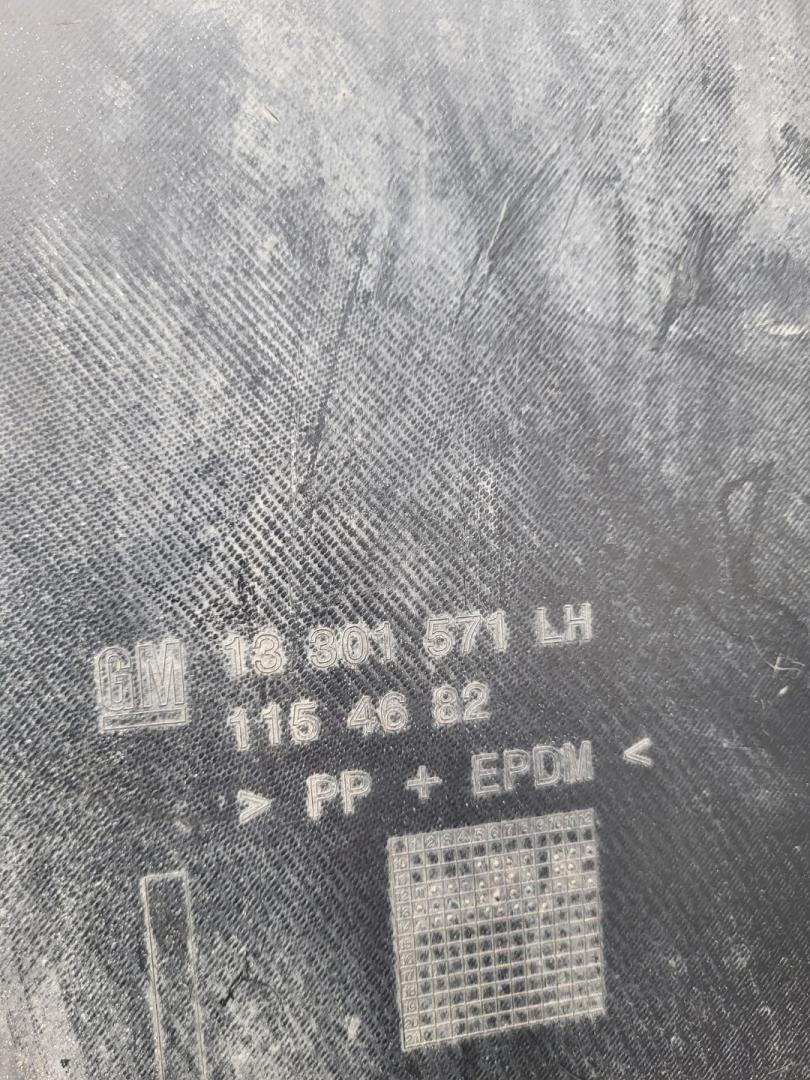 GM 13 301 571 LH
115 46 82
> PP + EPDM <